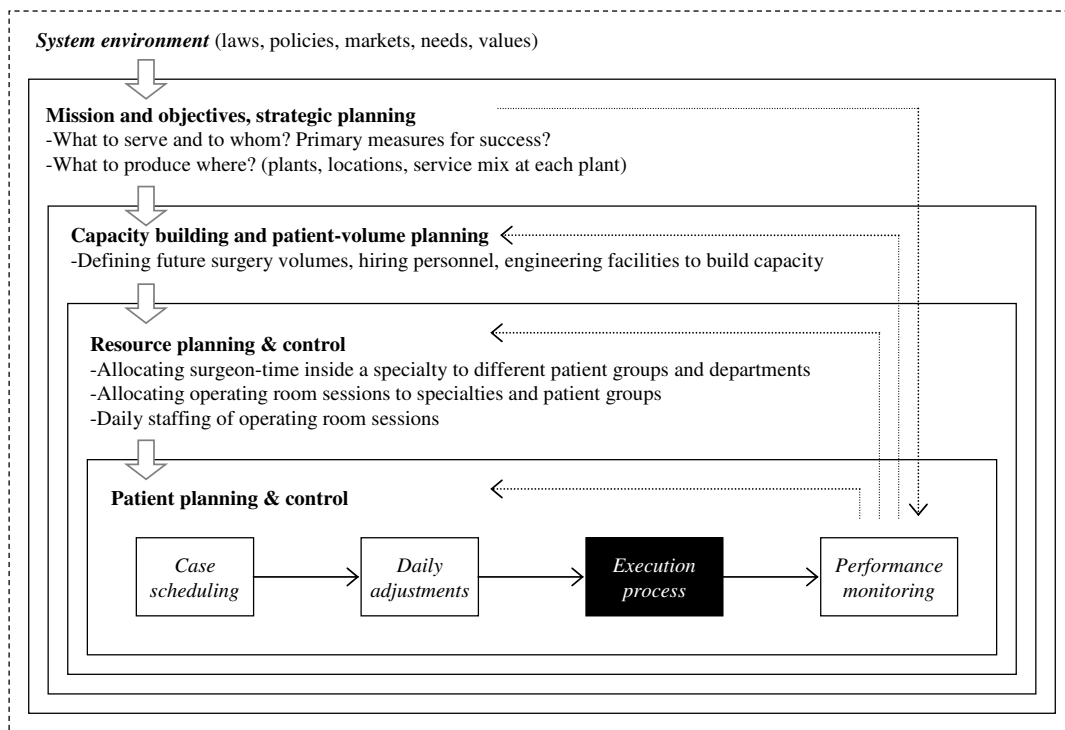 System environment (laws, policies, markets, needs, values)
Mission and objectives, strategic planning
-What to serve and to whom? Primary measures for success?
-What to produce where? (plants, locations, service mix at each plant)
Capacity building and patient-volume planning
-Defining future surgery volumes, hiring personnel, engineering facilities to build capacity
Resource planning & control
-Allocating surgeon-time inside a specialty to different patient groups and departments
-Allocating operating room sessions to specialties and patient groups
-Daily staffing of operating room sessions
Patient planning & control
Case
scheduling
Daily
adjustments
Execution
process
Performance
monitoring